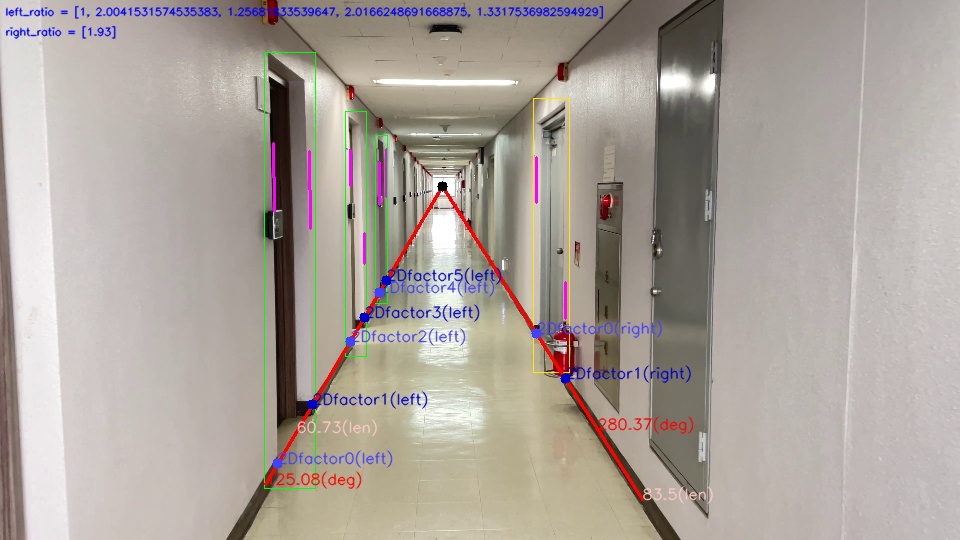 left_ratio = [1, 2.0041531574535383, 1.2568133539647, 2.0166248691668875, 1.3317536982594929]
right_ratio = [1.93]
2Dfactor5(left)
2Dfactor4(left)
2Dfactor3(left)
2Dfactor0(right)
2Dfactor2(left)
2Dfactor1(right)
2Dfactor1(left)
60.73(len)
280.37(deg)
2Dfactor0(left)
25.08(deg)
83.5(len)